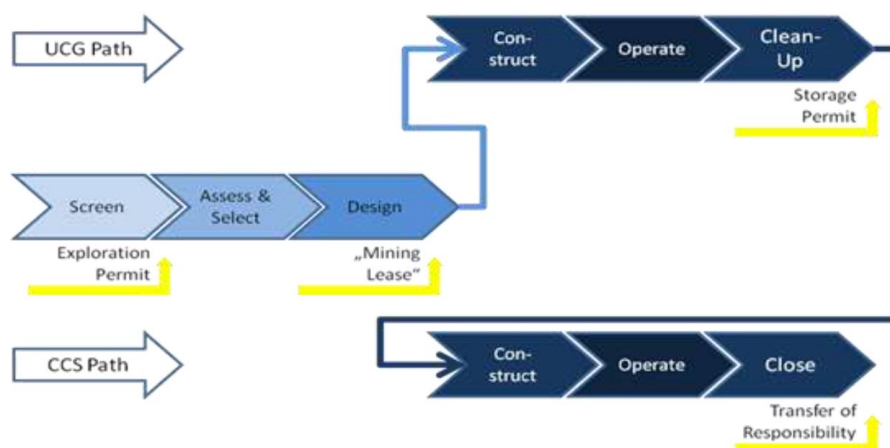 UCG Path
Con-
struct
Operate
Clean-
Up
Storage
Permit
Screen
Assess &
Select
Design
Exploration
Permit
„Mining
Lease“
CCS Path
Con-
struct
Operate
Close
Transfer of
Responsibility